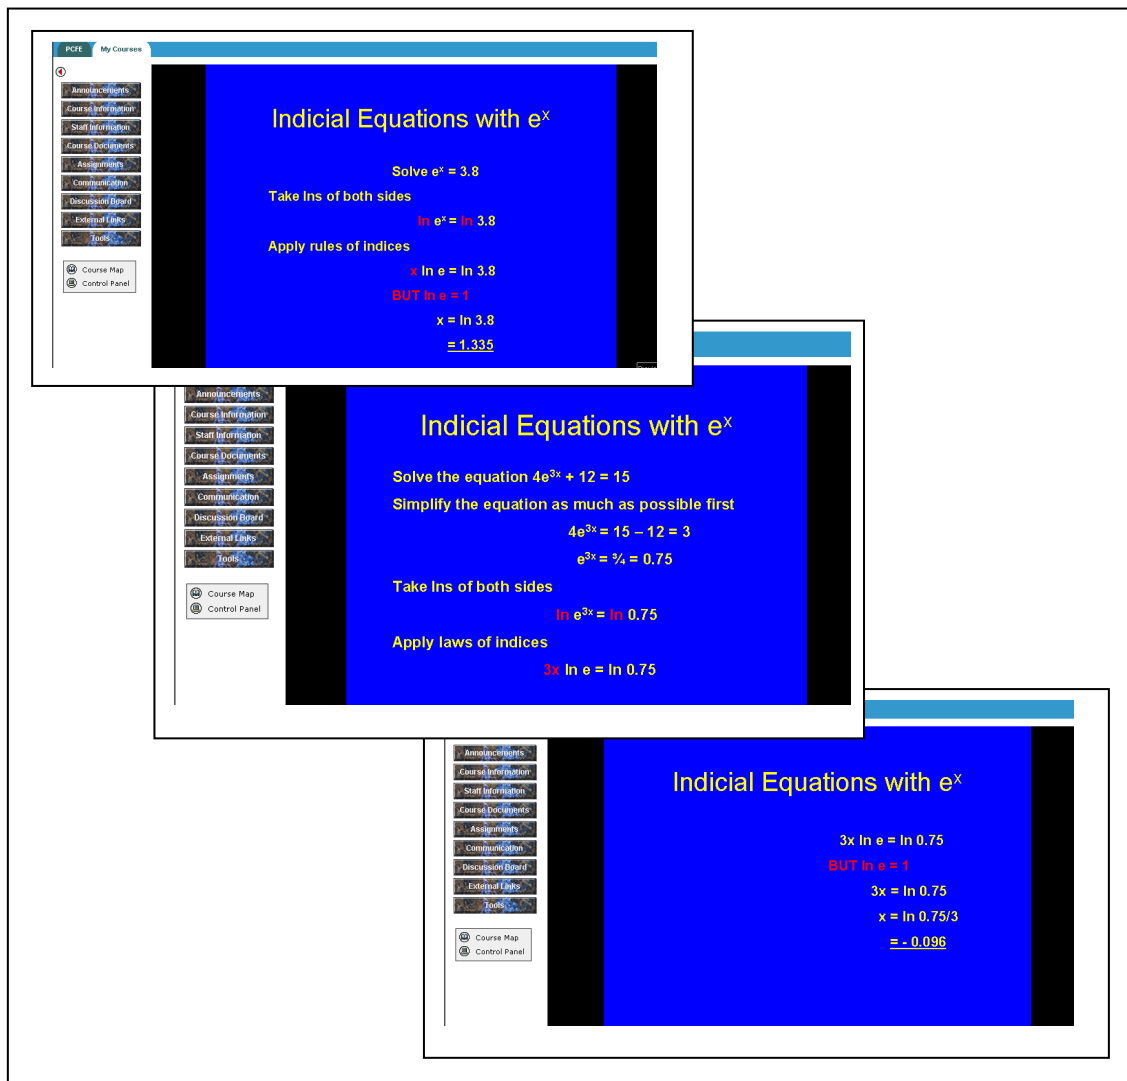 PCFE My Courses
Announcements
Course Information
Staff Information
Course Documents
Assignments
Communication
Discussion Board
External Links
Tools
Course Map
Control Panel
Indicial Equations with eˣ
Solve eˣ = 3.8
Take lns of both sides
ln eˣ = ln 3.8
Apply rules of indices
x ln e = ln 3.8
BUT ln e = 1
x = ln 3.8
= 1.335
Announcements
Course Information
Staff Information
Course Documents
Assignments
Communication
Discussion Board
External Links
Tools
Course Map
Control Panel
Indicial Equations with eˣ
Solve the equation 4e³ˣ + 12 = 15
Simplify the equation as much as possible first
4e³ˣ = 15 – 12 = 3
e³ˣ = ¾ = 0.75
Take lns of both sides
ln e³ˣ = ln 0.75
Apply laws of indices
3x ln e = ln 0.75
Announcements
Course Information
Staff Information
Course Documents
Assignments
Communication
Discussion Board
External Links
Tools
Course Map
Control Panel
Indicial Equations with eˣ
3x ln e = ln 0.75
BUT ln e = 1
3x = ln 0.75
x = ln 0.75/3
= - 0.096